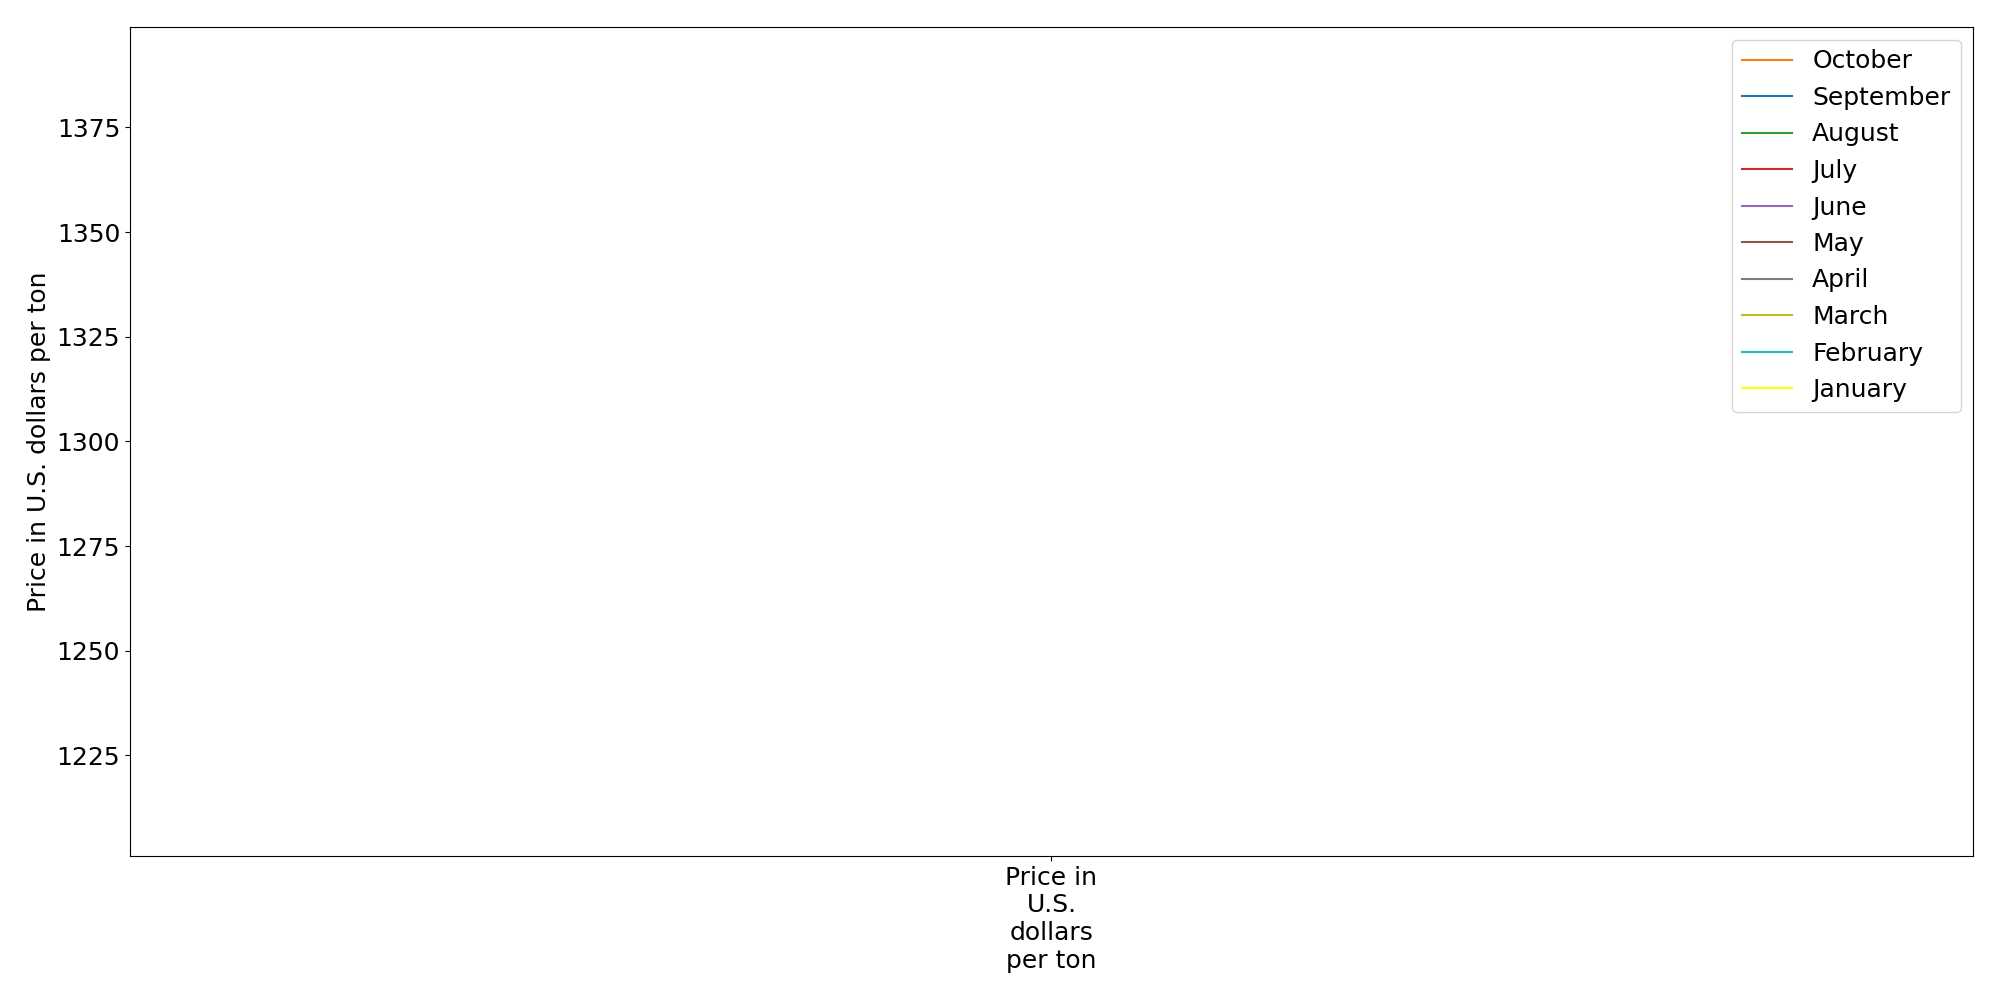 October
September
August
July
June
May
April
March
February
January
1375
1350
1325
1300
1275
1250
1225
Price in U.S. dollars per ton
Price in
U.S.
dollars
per ton